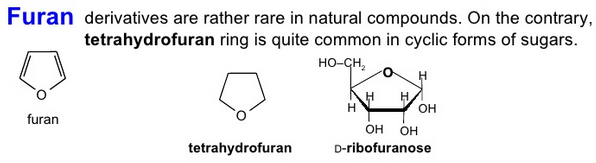 Furan derivatives are rather rare in natural compounds. On the contrary,
tetrahydrofuran ring is quite common in cyclic forms of sugars.
HO–CH2
O
H
H
H
H
OH
O
O
OH
OH
furan
tetrahydrofuran
D-ribofuranose